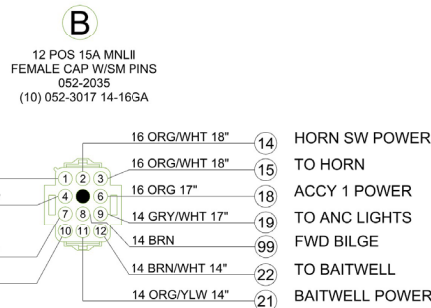 B
12 POS 15A MNLII
FEMALE CAP W/SM PINS
052-2035
(10) 052-3017 14-16GA
16 ORG/WHT 18" 14 HORN SW POWER
16 ORG/WHT 18" 15 TO HORN
1 2 3
16 ORG 17" 18 ACCY 1 POWER
4 6
14 GRY/WHT 17" 19 TO ANC LIGHTS
7 8 9
14 BRN 99 FWD BILGE
10 11 12
14 BRN/WHT 14" 22 TO BAITWELL
14 ORG/YLW 14" 21 BAITWELL POWER